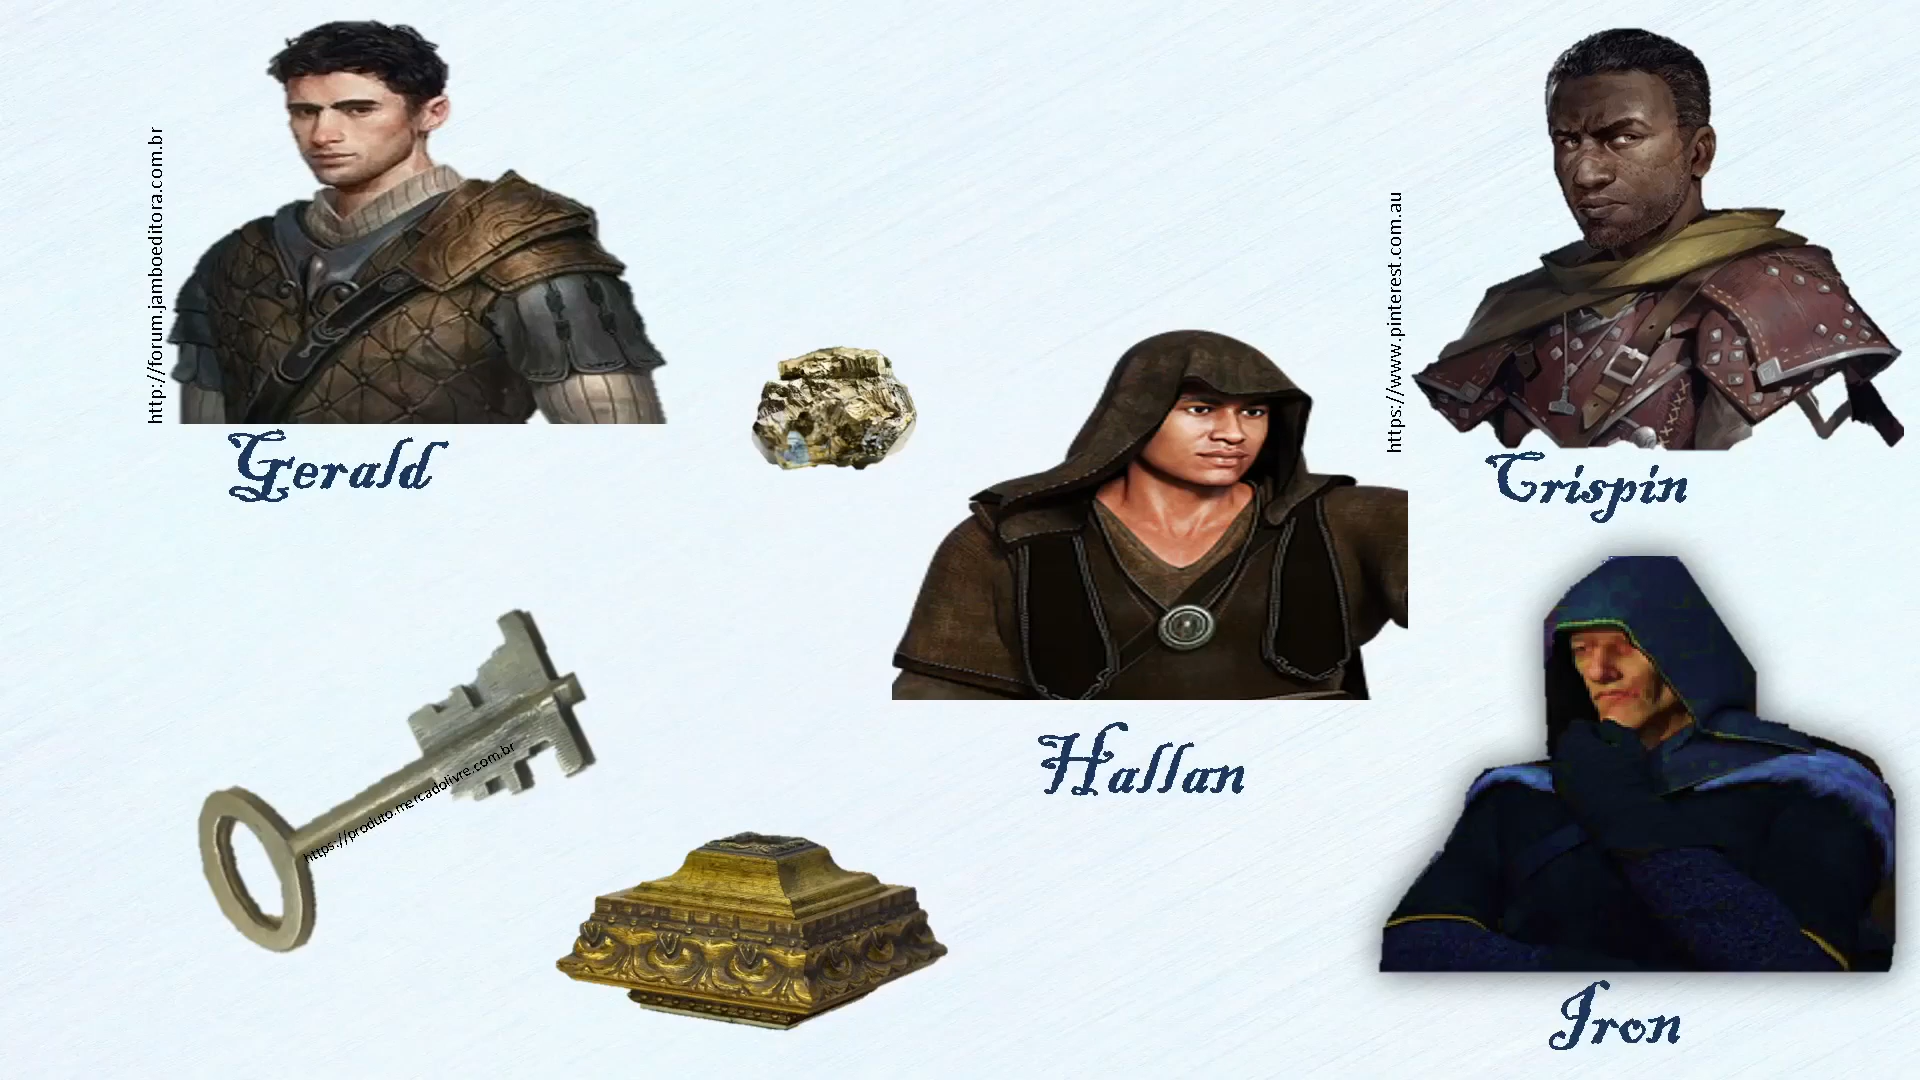 http://forum.jamboeditora.com.br
Gerald
https://www.pinterest.com.au
Crispin
Hallan
https://produto.mercadolivre.com.br
Iron